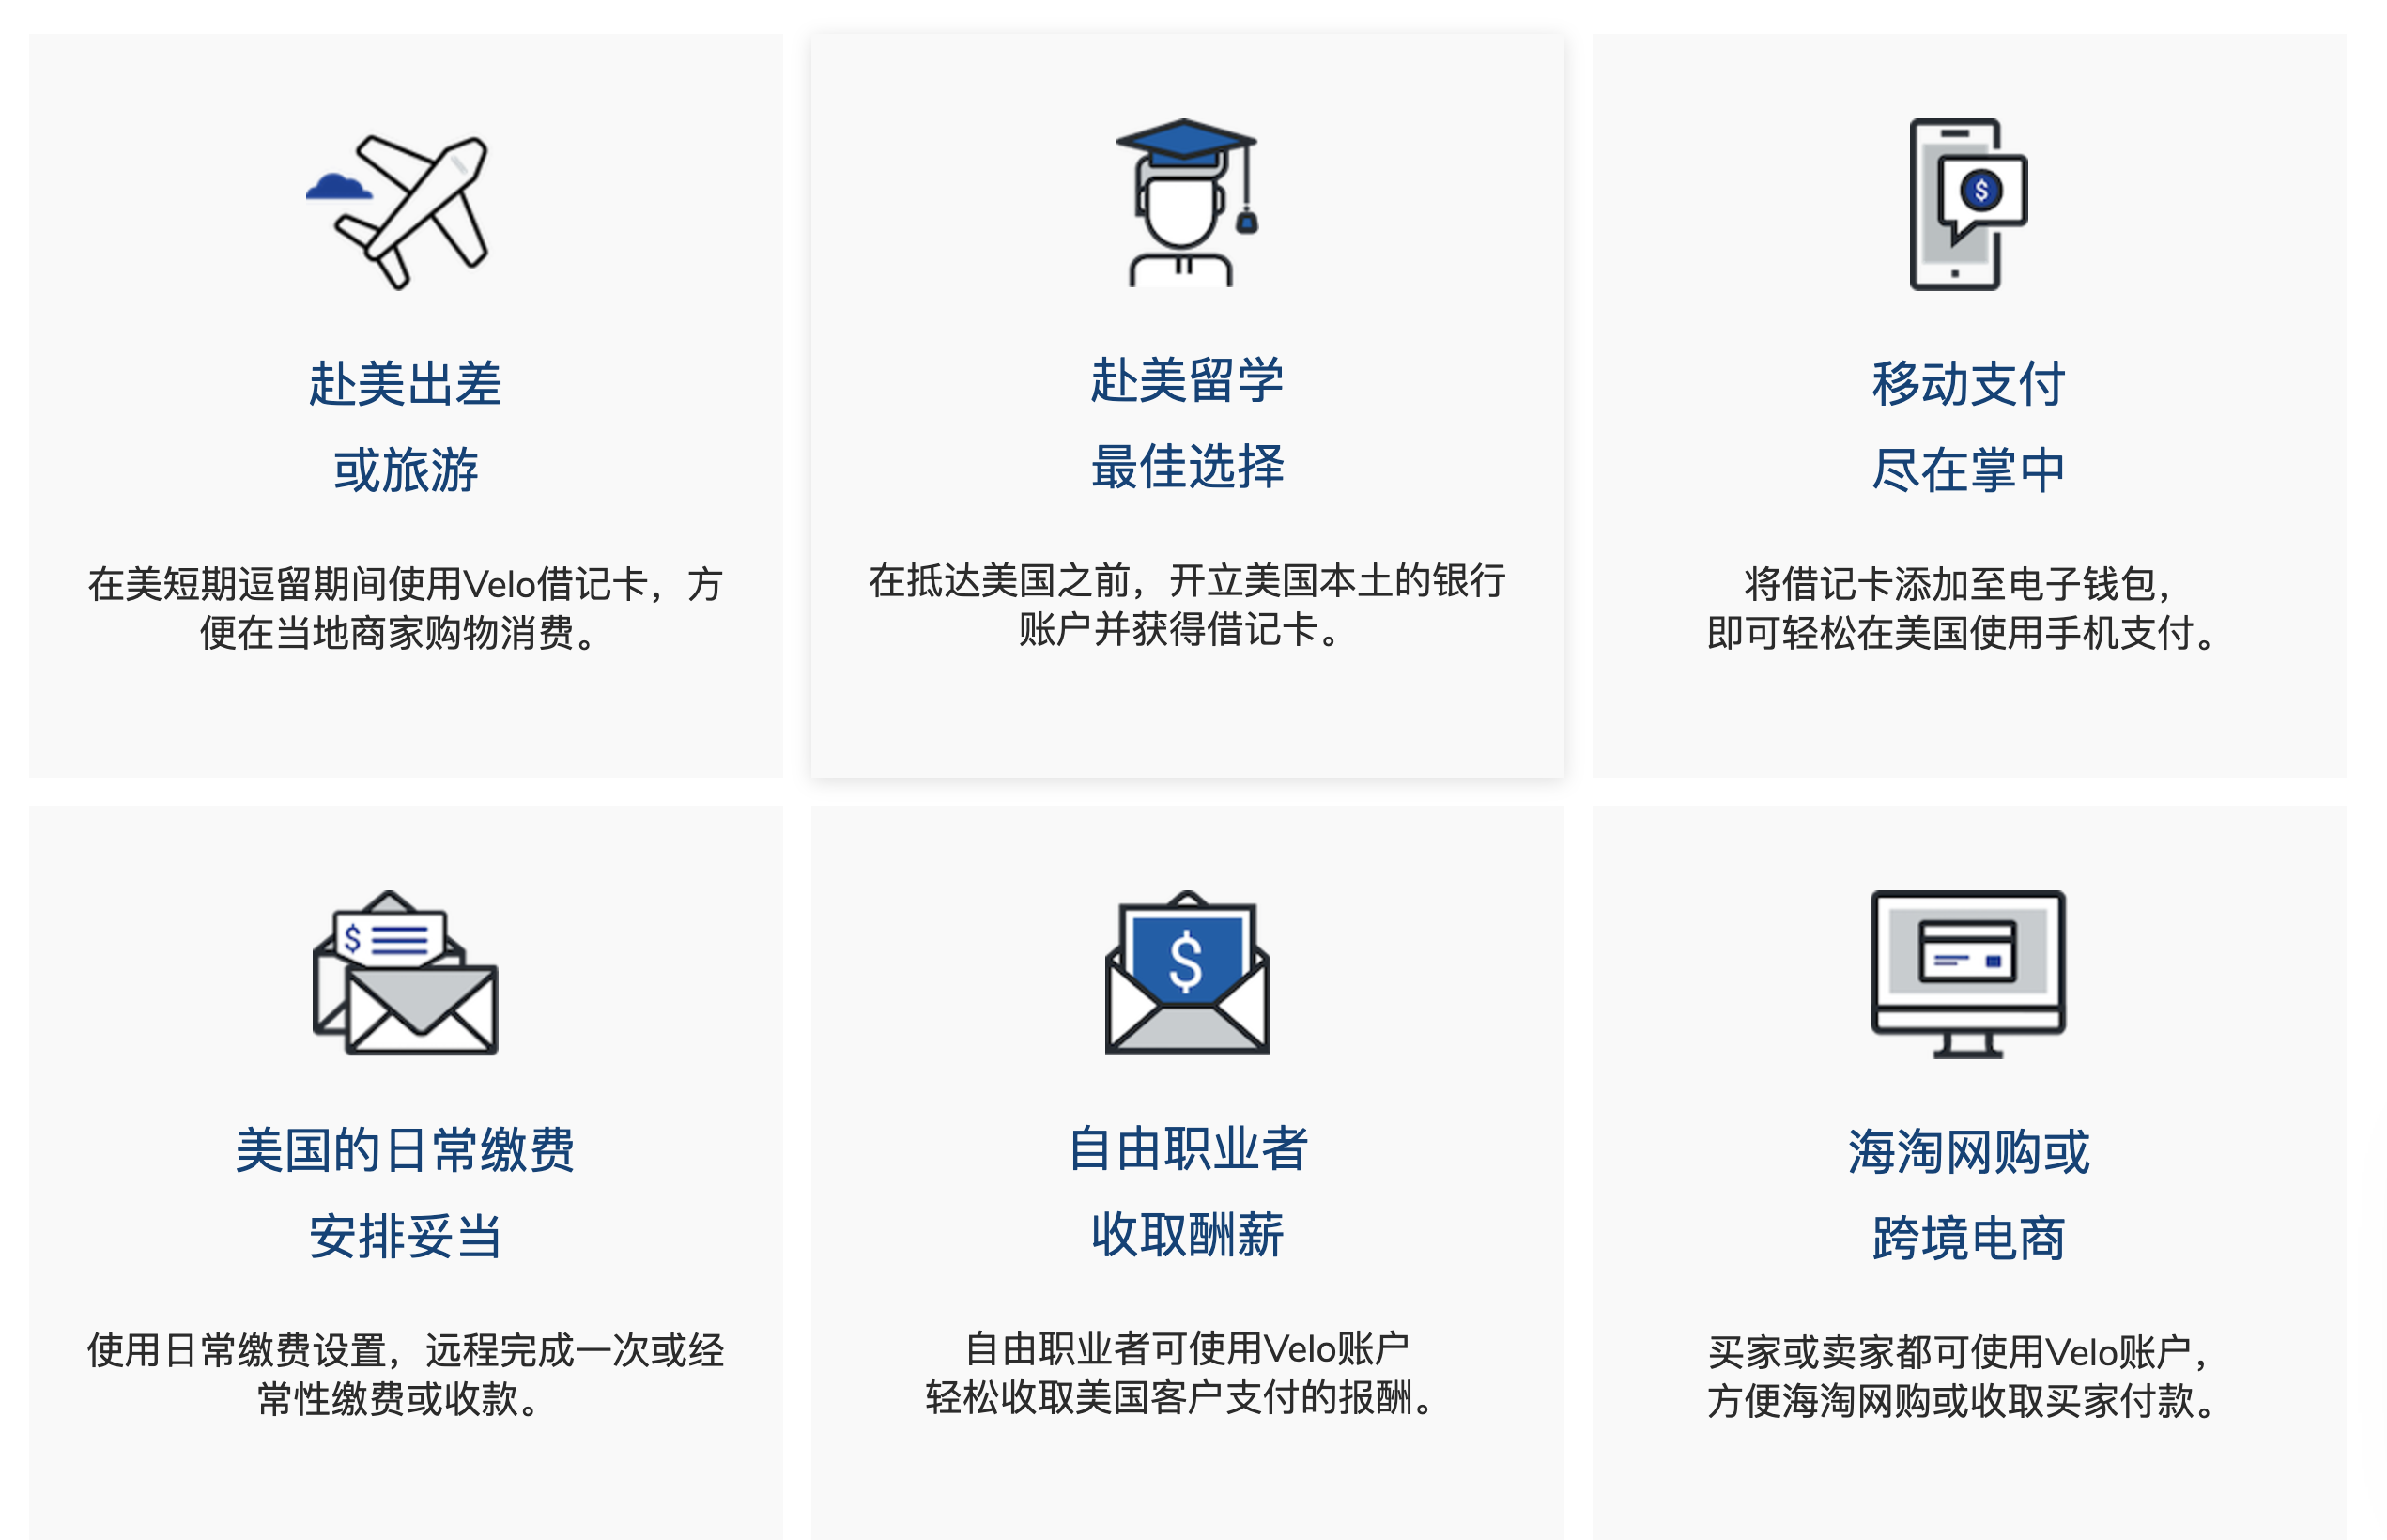 赴美出差
或旅游
在美短期逗留期间使用Velo借记卡，方
便在当地商家购物消费。
赴美留学
最佳选择
在抵达美国之前，开立美国本土的银行
账户并获得借记卡。
$
移动支付
尽在掌中
将借记卡添加至电子钱包，
即可轻松在美国使用手机支付。
$
美国的日常缴费
安排妥当
使用日常缴费设置，远程完成一次或经
常性缴费或收款。
$
自由职业者
收取酬薪
自由职业者可使用Velo账户
轻松收取美国客户支付的报酬。
海淘网购或
跨境电商
买家或卖家都可使用Velo账户，
方便海淘网购或收取买家付款。